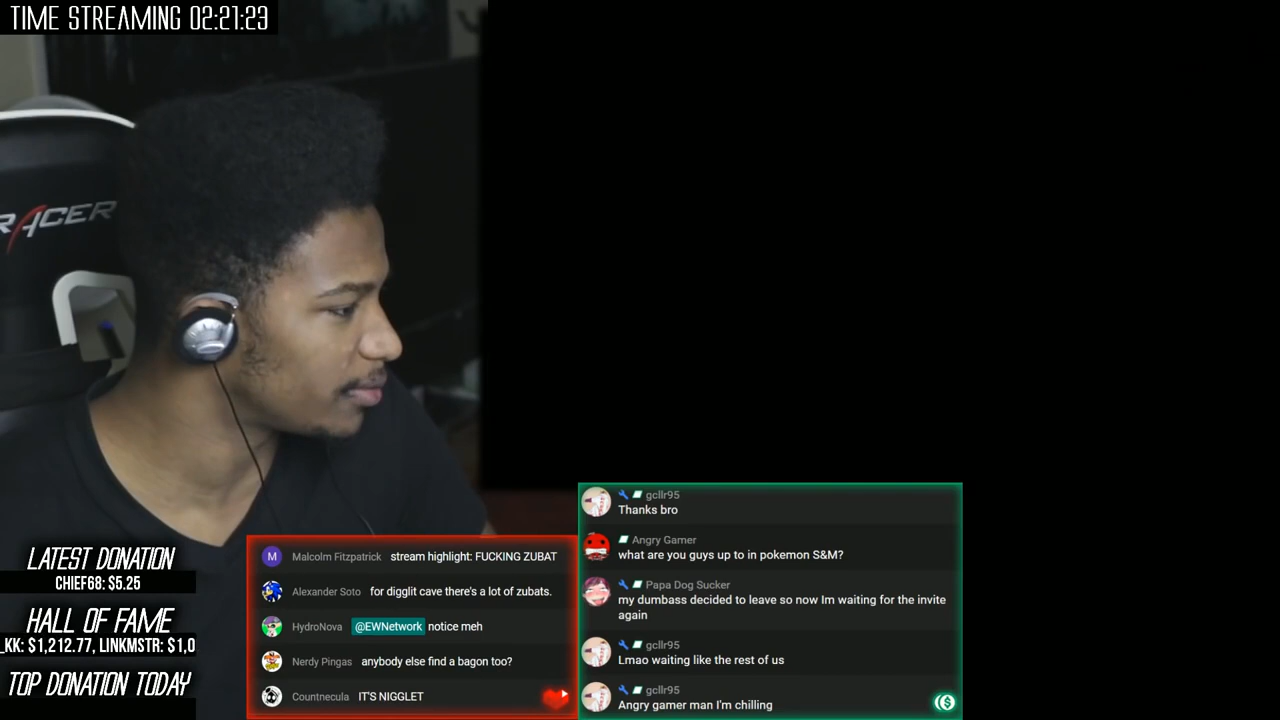 TIME STREAMING 02:21:23
RACER
LATEST DONATION
CHIEF68: $5.25
HALL OF FAME
_KK: $1,212.77, LINKMSTR: $1,0
TOP DONATION TODAY
M
Malcolm Fitzpatrick stream highlight: FUCKING ZUBAT
Alexander Soto for digglit cave there's a lot of zubats.
HydroNova @EWNetwork notice meh
Nerdy Pingas anybody else find a bagon too?
Countnecula IT'S NIGGLET
gcllr95
Thanks bro
Angry Gamer
what are you guys up to in pokemon S&M?
Papa Dog Sucker
my dumbass decided to leave so now Im waiting for the invite
again
gcllr95
Lmao waiting like the rest of us
gcllr95
Angry gamer man I'm chilling